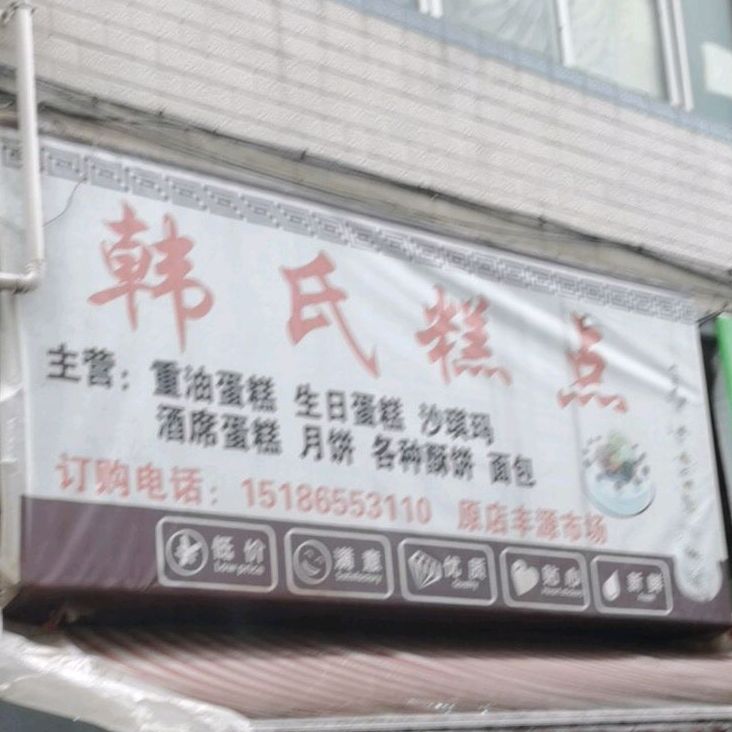 韩氏糕点
主营：重油蛋糕 生日蛋糕 沙琪玛
酒席蛋糕 月饼 各种酥饼 面包
订购电话：15186553110 原店丰源市场
低价 满意 优质 贴心 新鲜
Low price